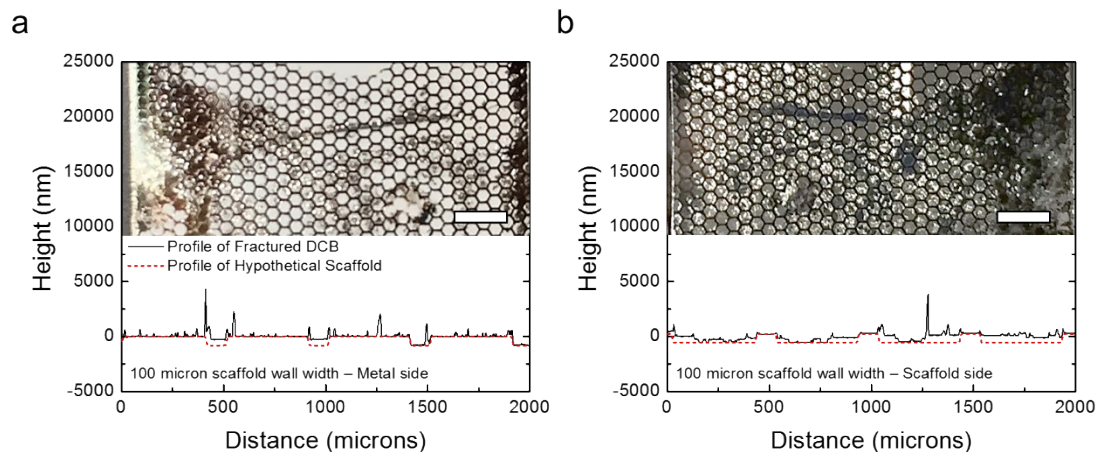 a
b
25000
20000
15000
10000
5000
0
-5000
Height (nm)
Profile of Fractured DCB
Profile of Hypothetical Scaffold
100 micron scaffold wall width – Metal side
0
500
1000
1500
2000
Distance (microns)
25000
20000
15000
10000
5000
0
-5000
Height (nm)
100 micron scaffold wall width – Scaffold side
0
500
1000
1500
2000
Distance (microns)